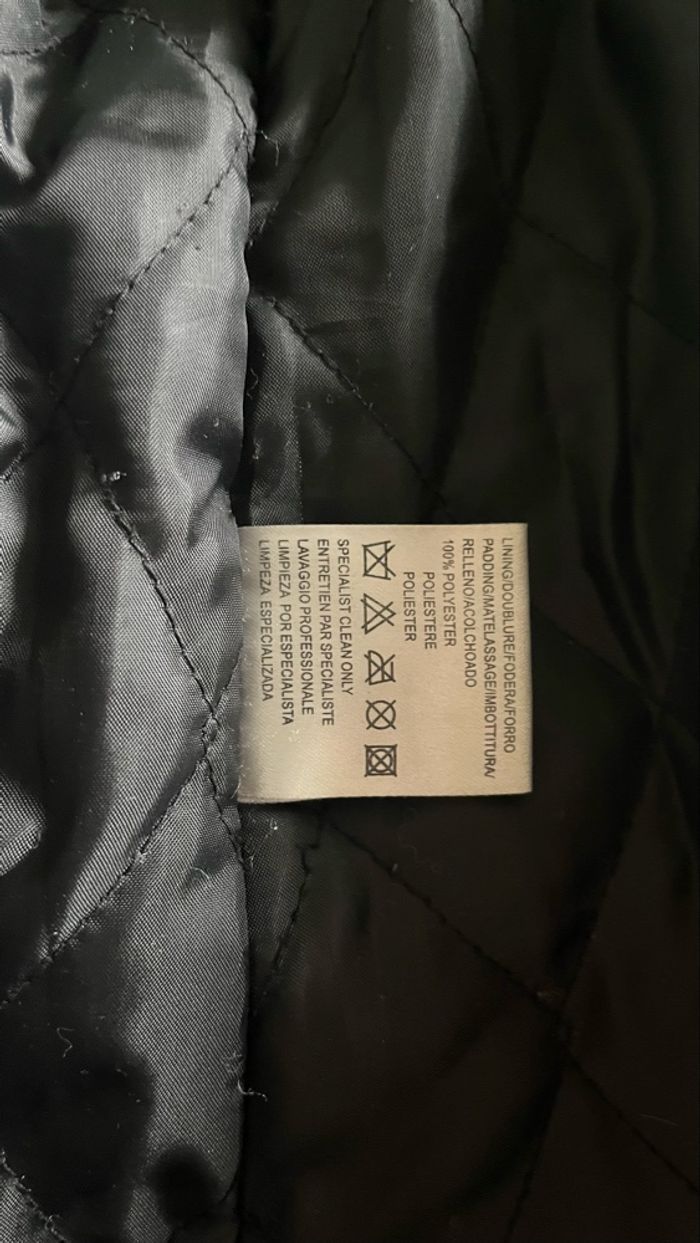 LINING/DOUBLURE/FODERA/FORRO
PADDING/MATELASSAGE/IMBOTTITURA/
RELLENO/ACOLCHOADO
100% POLYESTER
POLIESTERE
POLIESTER
SPECIALIST CLEAN ONLY
ENTRETIEN PAR SPECIALISTE
LAVAGGIO PROFESSIONALE
LIMPIEZA POR ESPECIALISTA
LIMPEZA ESPECIALIZADA